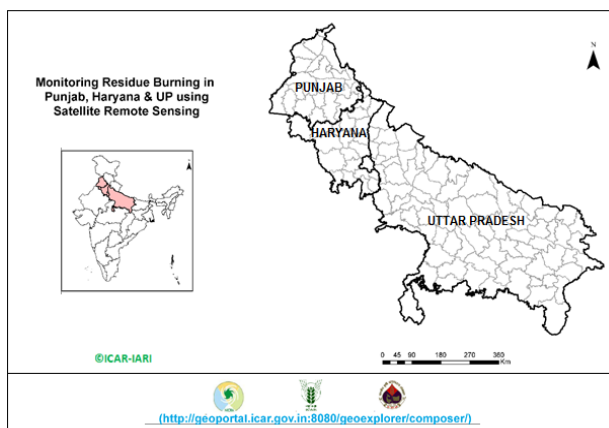 Monitoring Residue Burning in
Punjab, Haryana & UP using
Satellite Remote Sensing
N
PUNJAB
HARYANA
UTTAR PRADESH
©ICAR-IARI
0 45 90 180 270 360
Km
(http://geoportal.icar.gov.in:8080/geoexplorer/composer/)